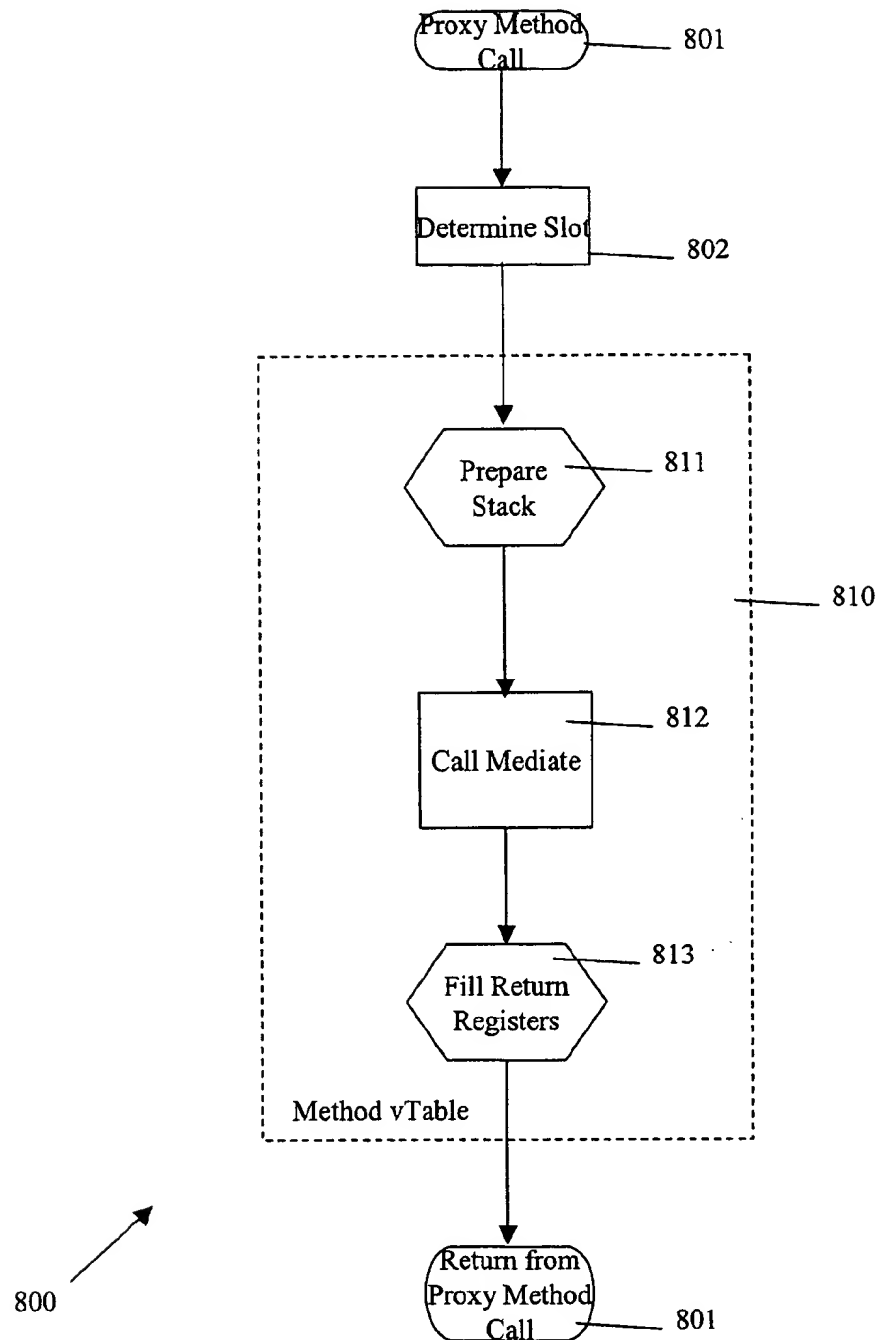 Proxy Method
Call
801
Determine Slot
802
Prepare
Stack
811
810
Call Mediate
812
Fill Return
Registers
813
Method vTable
Return from
Proxy Method
Call
801
800